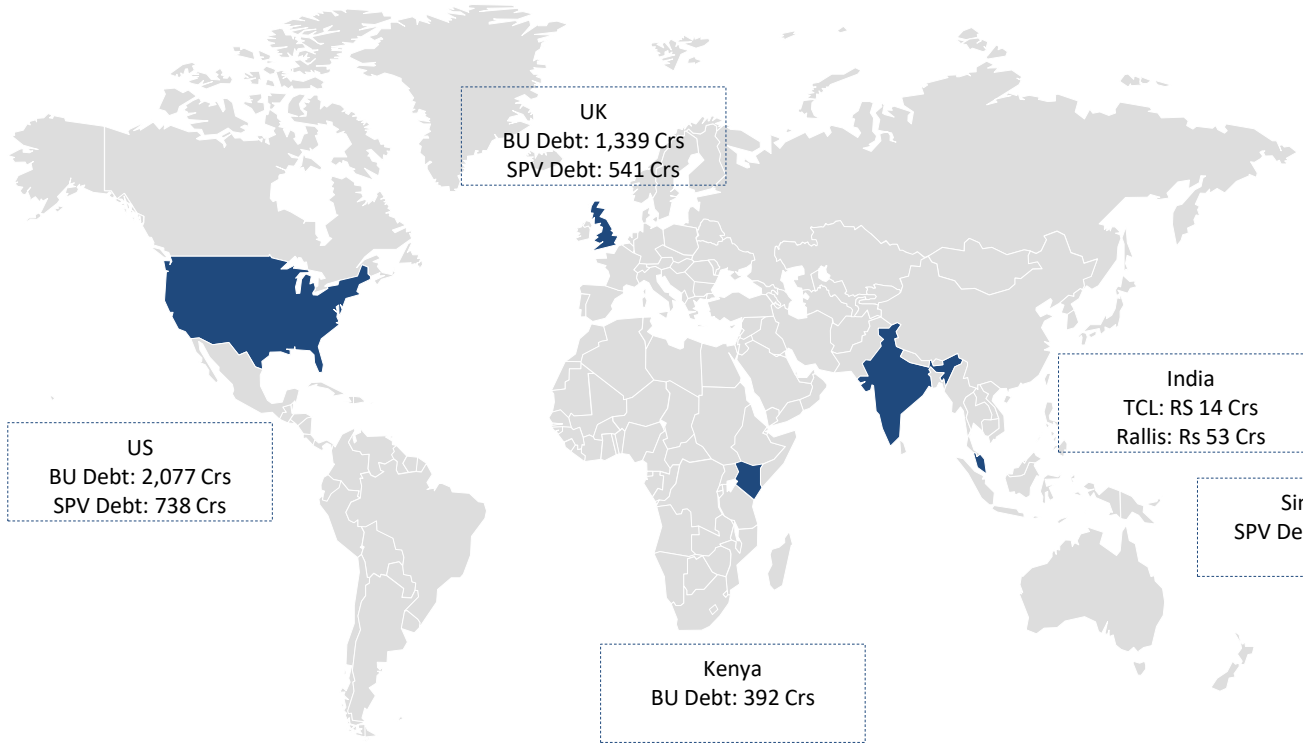 UK
BU Debt: 1,339 Crs
SPV Debt: 541 Crs
India
TCL: RS 14 Crs
Rallis: Rs 53 Crs
US
BU Debt: 2,077 Crs
SPV Debt: 738 Crs
SPV
Kenya
BU Debt: 392 Crs